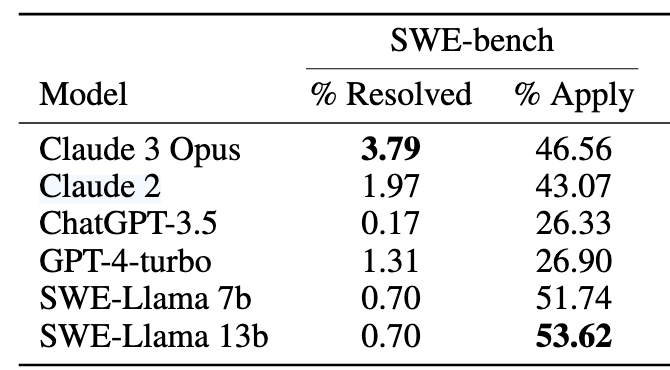 SWE-bench
Model % Resolved % Apply
Claude 3 Opus 3.79 46.56
Claude 2 1.97 43.07
ChatGPT-3.5 0.17 26.33
GPT-4-turbo 1.31 26.90
SWE-Llama 7b 0.70 51.74
SWE-Llama 13b 0.70 53.62